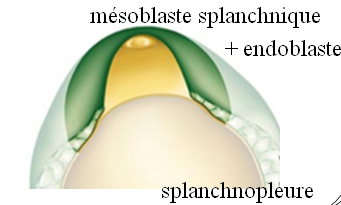 mésoblaste splanchnique
+ endoblaste
splanchnopleure